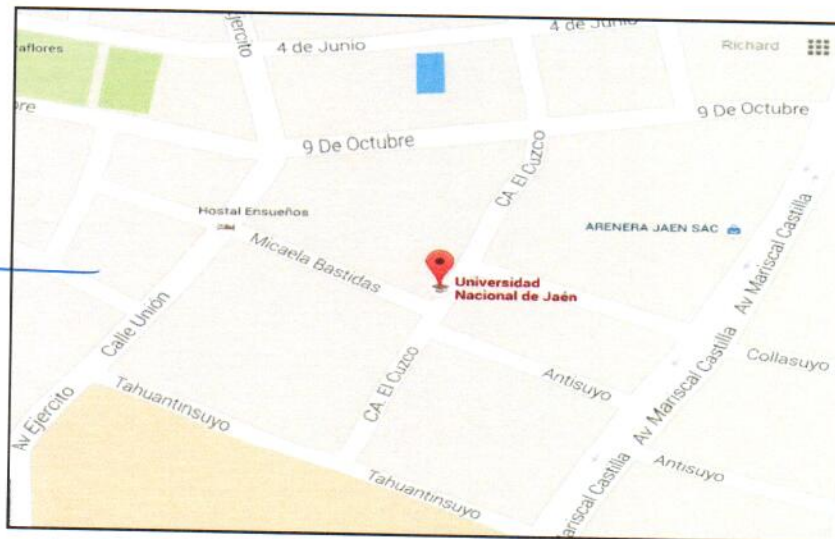 Ejercito
4 de Junio
4 de Junio
Richard
aflores
re
9 De Octubre
9 De Octubre
CA. El Cuzco
Hostal Ensueños
ARENERA JAEN SAC
Micaela Bastidas
Universidad
Nacional de Jaén
Av Mariscal Castilla
Calle Unión
CA. El Cuzco
Antisuyo
Av Mariscal Castilla
Collasuyo
Av Ejercito
Tahuantinsuyo
Tahuantinsuyo
Antisuyo
ariscal Castilla